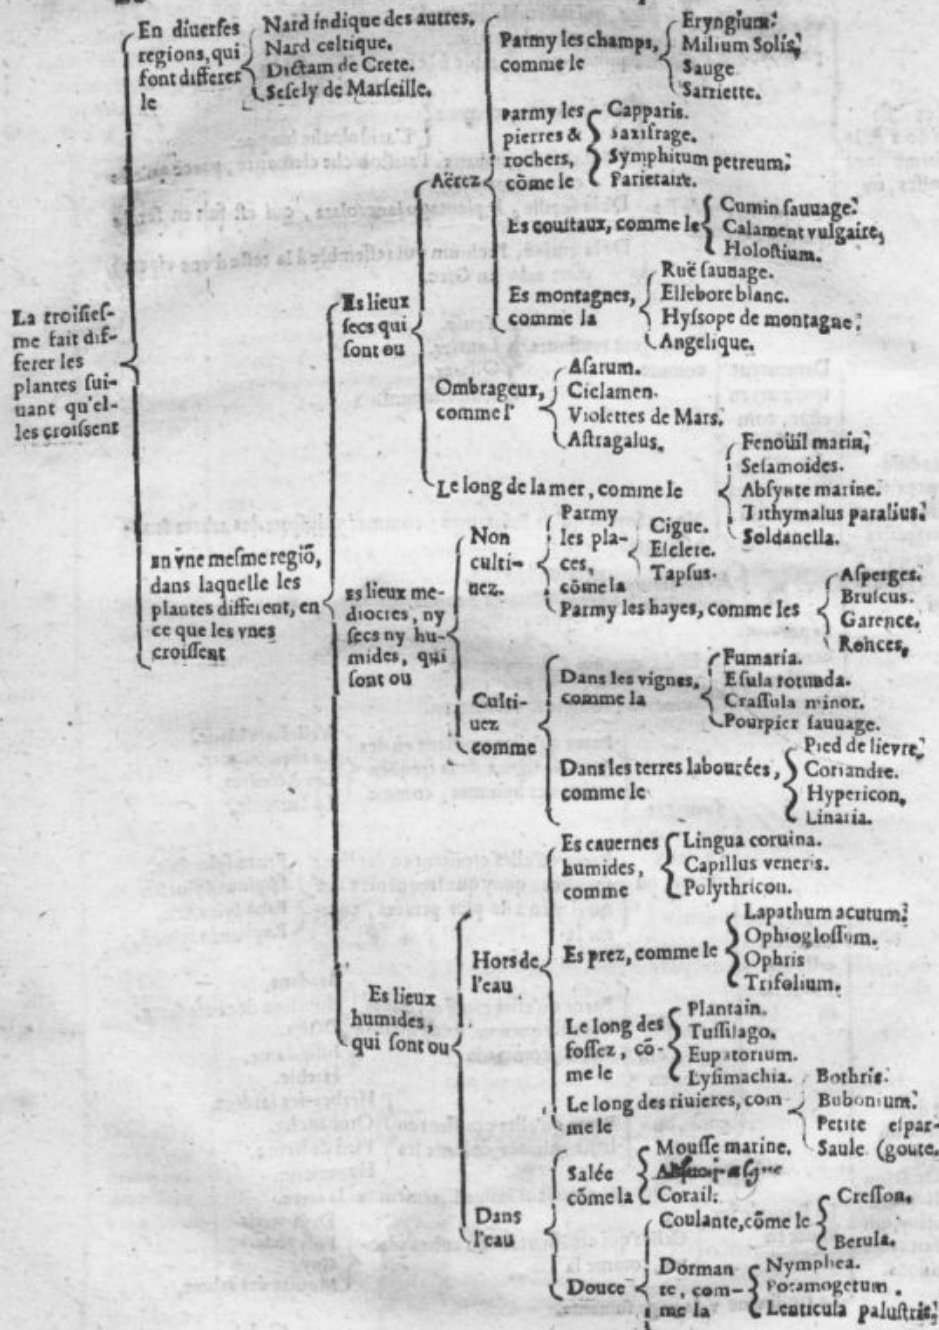 La troisies-
me fait dif-
ferer les
plantes sui-
uant qu'el-
les croissent
En diuerses
regions, qui
font differer
le
Nard indique des autres.
Nard celtique.
Dictam de Crete.
Sesely de Marseille.
En vne mesme regiõ,
dans laquelle les
plantes different, en
ce que les vnes
croissent
Es lieux
secs qui
sont ou
Aërez
Parmy les champs,
comme le
Eryngium.
Milium Solis.
Sauge
Sarriette.
parmy les
pierres &
rochers,
cõme le
Capparis.
saxifrage.
Symphitum petreum.
Parietaire.
Es coustaux, comme le
Cumin sauuage.
Calament vulgaire,
Holostium.
Es montagnes,
comme la
Ruë sauuage.
Ellebore blanc.
Hyssope de montagne.
Angelique.
Ombrageux,
comme l'
Asarum.
Ciclamen.
Violettes de Mars.
Astragalus.
Le long de la mer, comme le
Fenoüil marin.
Sesamoides.
Absynte marine.
Tithymalus paralius.
Soldanella.
Es lieux me-
diocres, ny
secs ny hu-
mides, qui
sont ou
Non
culti-
uez.
Parmy
les pla-
ces,
cõme la
Cigue.
Esclere.
Tapsus.
Parmy les hayes, comme les
Asperges.
Bruscus.
Garence.
Rohces,
Culti-
uez
comme
Dans les vignes,
comme la
Fumaria.
Esula rotunda.
Crassula minor.
Pourpier sauuage.
Dans les terres labourées,
comme le
Pied de lievre.
Coriandre.
Hypericon,
Linaria.
Es lieux
humides,
qui sont ou
Hors de
l'eau
Es cauernes
humides,
comme
Lingua coruina.
Capillus veneris.
Polythricon.
Es prez, comme le
Lapathum acutum.
Ophioglossum.
Ophris
Trifolium,
Le long des
fossez, cõ-
me le
Plantain.
Tussilago.
Eupatorium.
Lysimachia.
Le long des riuieres, com-
me le
Bothris.
Bubonium.
Petite espar-
Saule (goute.
Dans
l'eau
Salée
cõme la
Mousse marine.
Corail.
Douce
Coulante, cõme le
Cresson,
Berula.
Dorman
te, com-
me la
Nymphea.
Potamogetum .
Lenticula palustris.